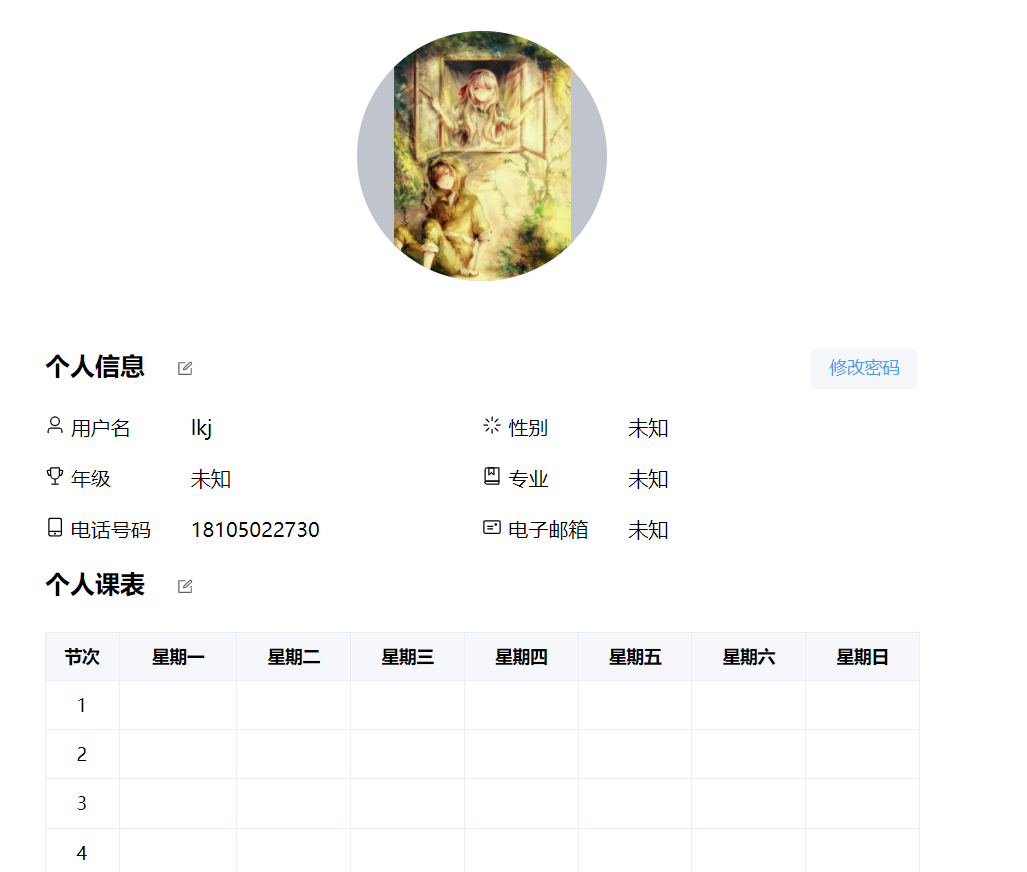 个人信息 修改密码
用户名 lkj 性别 未知
年级 未知 专业 未知
电话号码 18105022730 电子邮箱 未知
个人课表
节次 星期一 星期二 星期三 星期四 星期五 星期六 星期日
1
2
3
4